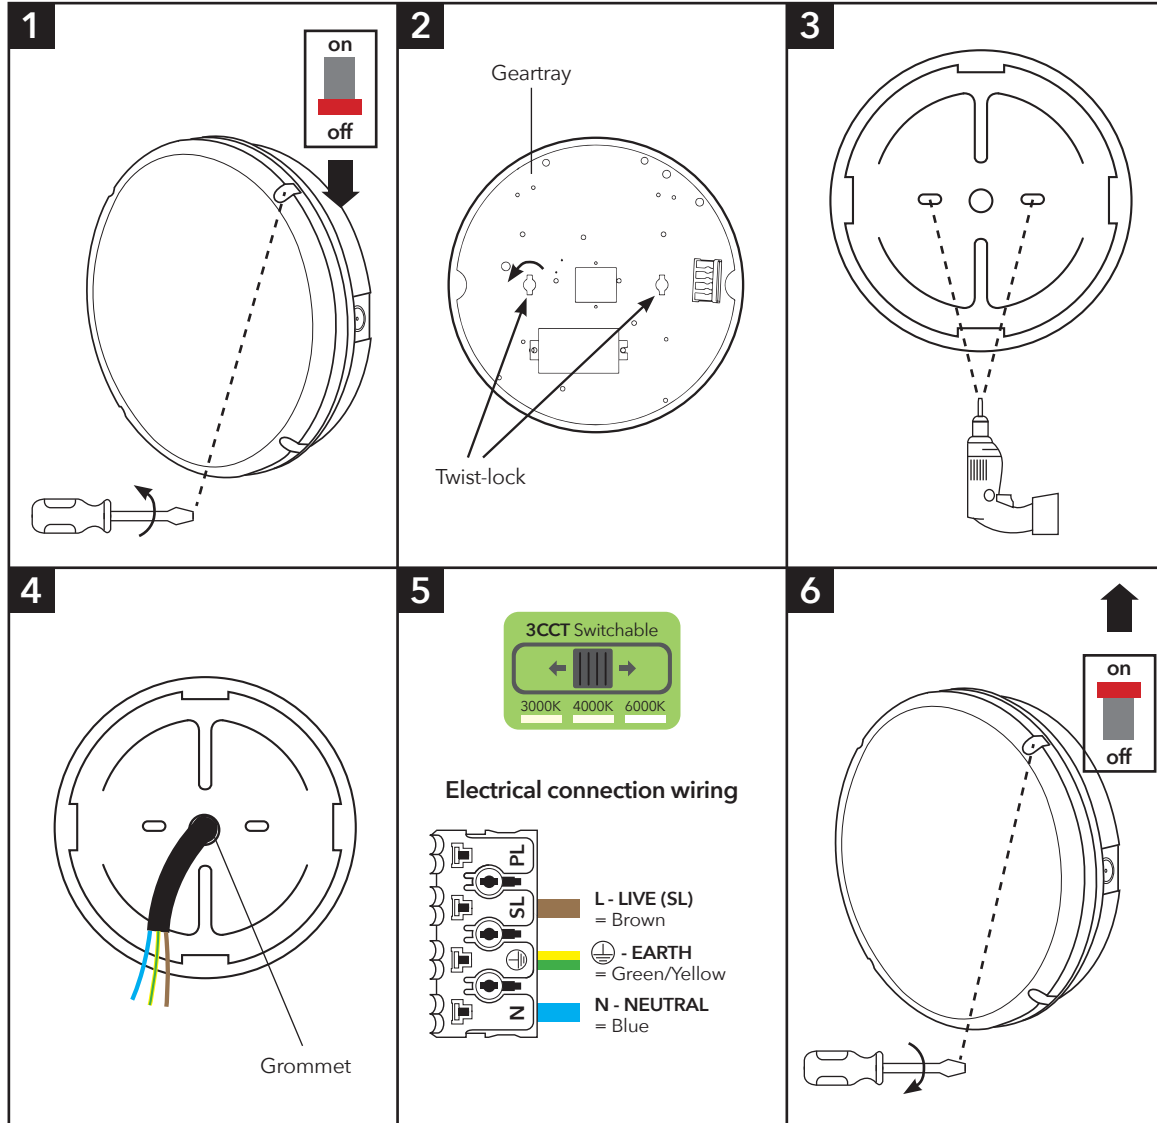 1
on
off
2
Geartray
Twist-lock
3
4
Grommet
5
3CCT Switchable
3000K 4000K 6000K
Electrical connection wiring
PL
SL
N
L - LIVE (SL)
= Brown
⏚ - EARTH
= Green/Yellow
N - NEUTRAL
= Blue
6
on
off